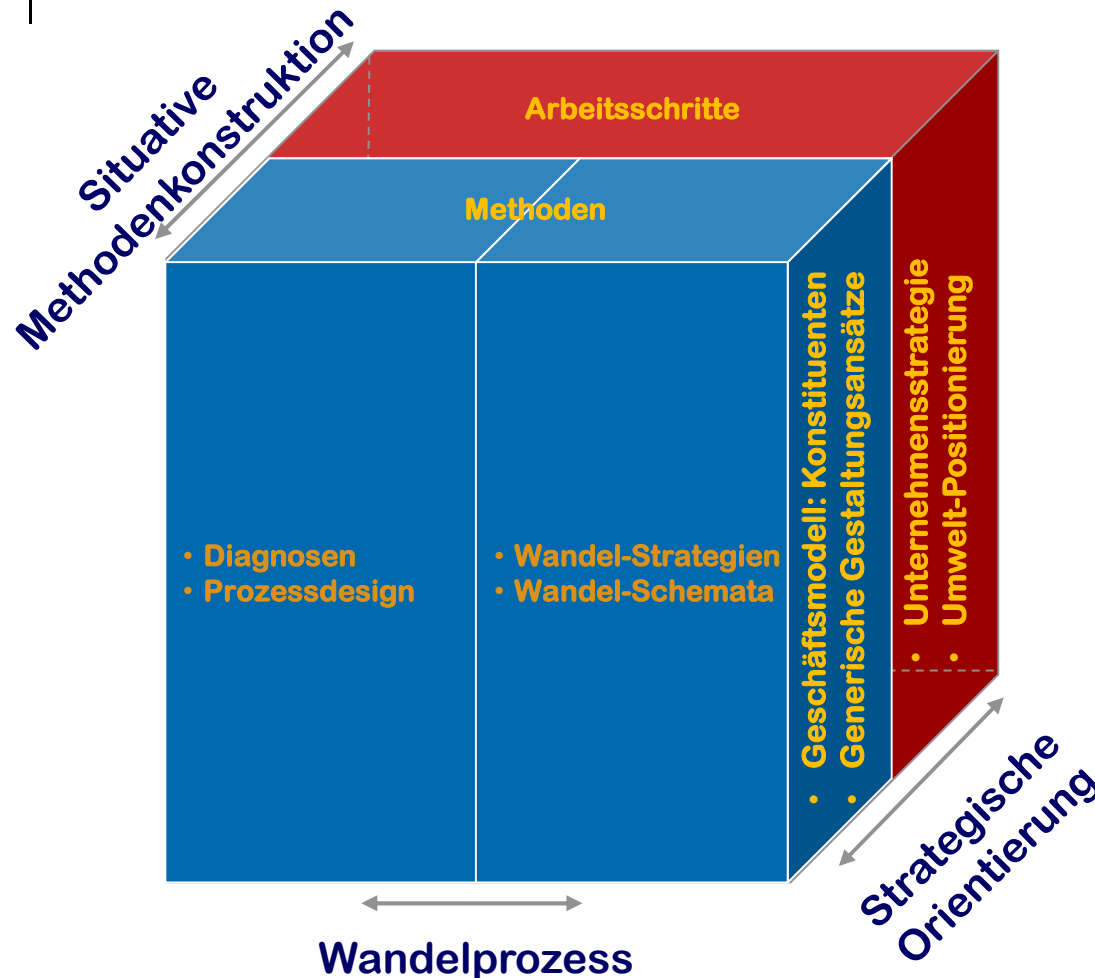 Situative
Methodenkonstruktion
Arbeitsschritte
Methoden
• Diagnosen
• Prozessdesign
• Wandel-Strategien
• Wandel-Schemata
• Geschäftsmodell: Konstituenten
• Generische Gestaltungsansätze
• Unternehmensstrategie
• Umwelt-Positionierung
Strategische
Orientierung
Wandelprozess